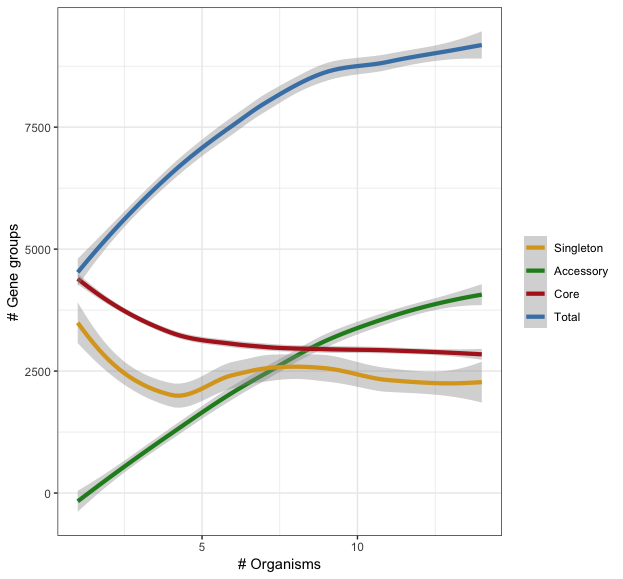 # Gene groups
7500
5000
2500
0
5
10
# Organisms
Singleton
Accessory
Core
Total